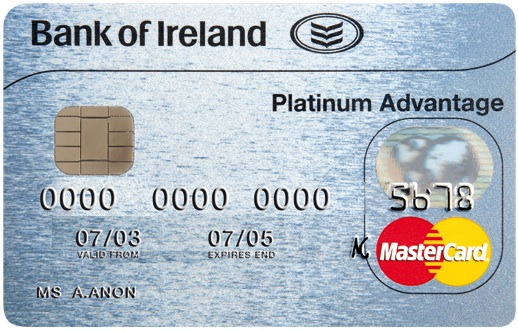 Bank of Ireland
Platinum Advantage
0000 0000 0000 5678
07/03 07/05
VALID FROM EXPIRES END
MasterCard
MS A.ANON